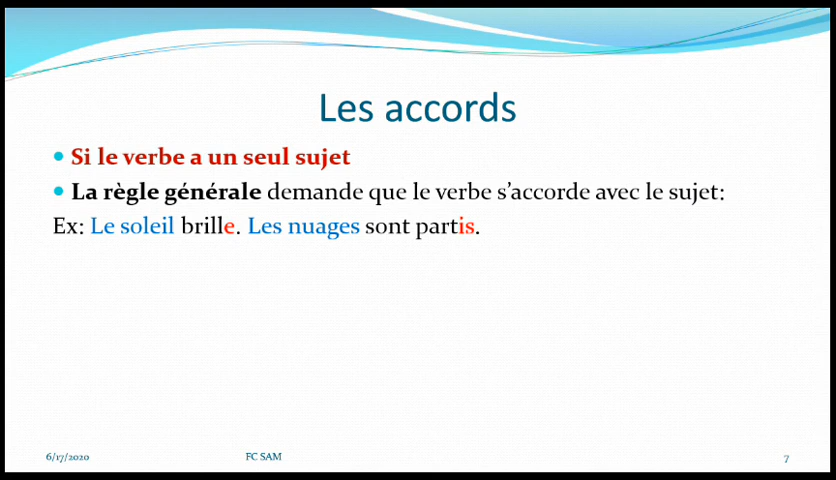 Les accords
• Si le verbe a un seul sujet
• La règle générale demande que le verbe s’accorde avec le sujet:
Ex: Le soleil brille. Les nuages sont partis.
6/17/2020 FC SAM 7